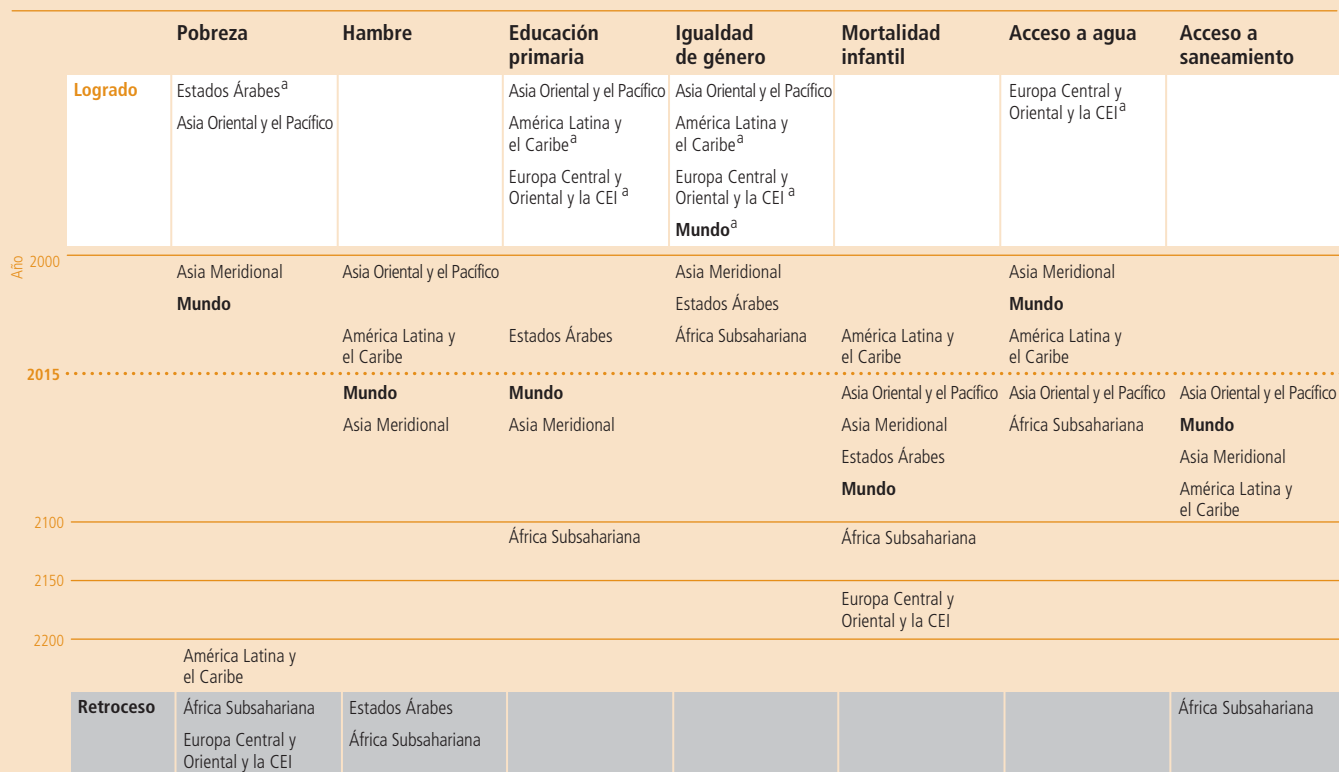 Pobreza Hambre Educación primaria Igualdad de género Mortalidad infantil Acceso a agua Acceso a saneamiento
Logrado
Estados Árabesa
Asia Oriental y el Pacífico
Asia Oriental y el Pacífico
América Latina y
el Caribea
Europa Central y
Oriental y la CEI a
Asia Oriental y el Pacífico
América Latina y
el Caribea
Europa Central y
Oriental y la CEI a
Mundoa
Europa Central y
Oriental y la CEIa
Año 2000
Asia Meridional
Mundo
Asia Oriental y el Pacífico
América Latina y
el Caribe
Estados Árabes
Asia Meridional
Estados Árabes
África Subsahariana
América Latina y
el Caribe
Asia Meridional
Mundo
América Latina y
el Caribe
2015
Mundo
Asia Meridional
Mundo
Asia Meridional
Asia Oriental y el Pacífico
Asia Meridional
Estados Árabes
Mundo
Asia Oriental y el Pacífico
África Subsahariana
Asia Oriental y el Pacífico
Mundo
Asia Meridional
América Latina y
el Caribe
2100
África Subsahariana
África Subsahariana
2150
Europa Central y
Oriental y la CEI
2200
América Latina y
el Caribe
Retroceso
África Subsahariana
Europa Central y
Oriental y la CEI
Estados Árabes
África Subsahariana
África Subsahariana